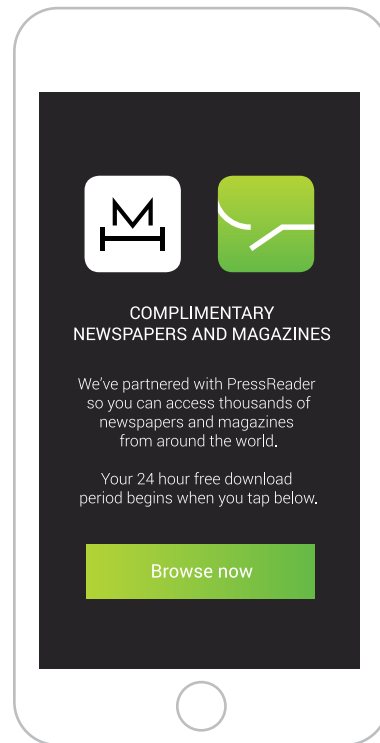 M
COMPLIMENTARY
NEWSPAPERS AND MAGAZINES
We've partnered with PressReader
so you can access thousands of
newspapers and magazines
from around the world.
Your 24 hour free download
period begins when you tap below.
Browse now